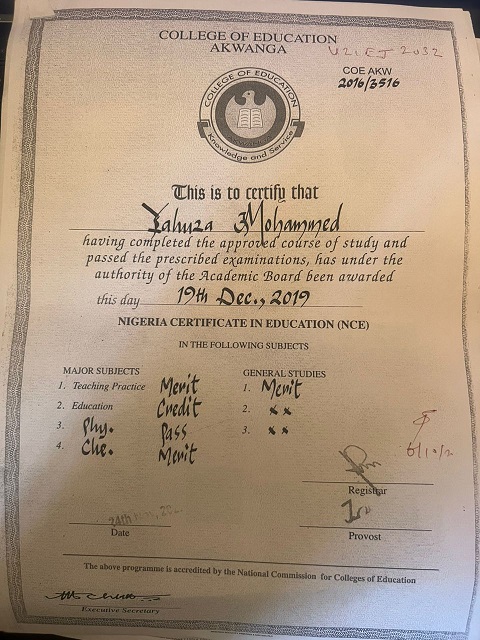 COLLEGE OF EDUCATION
AKWANGA
COE AKW
2016/3516
COLLEGE OF EDUCATION
AKWANGA
Knowledge and Service
This is to certify that
Yahuza Mohammed
having completed the approved course of study and
passed the prescribed examinations, has under the
authority of the Academic Board been awarded
this day 19th Dec., 2019
NIGERIA CERTIFICATE IN EDUCATION (NCE)
IN THE FOLLOWING SUBJECTS
MAJOR SUBJECTS
1. Teaching Practice Merit
2. Education Credit
3. Phy. Pass
4. Che. Merit
GENERAL STUDIES
1. Merit
2. xx
3. xx
Registrar
24th
Date
Provost
The above programme is accredited by the National Commission for Colleges of Education
Executive Secretary